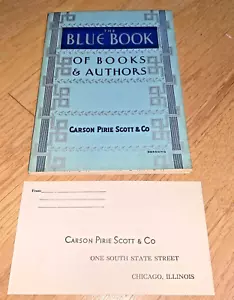 THE
BLUE BOOK
OF BOOKS
& AUTHORS
CARSON PIRIE SCOTT & CO
From
CARSON PIRIE SCOTT & CO
ONE SOUTH STATE STREET
CHICAGO, ILLINOIS